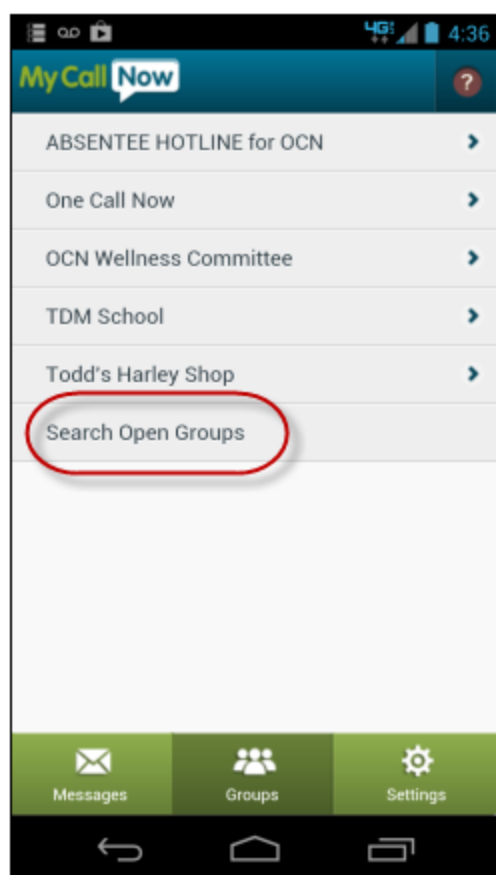 4G 4:36
My Call Now ?
ABSENTEE HOTLINE for OCN
One Call Now
OCN Wellness Committee
TDM School
Todd's Harley Shop
Search Open Groups
Messages Groups Settings